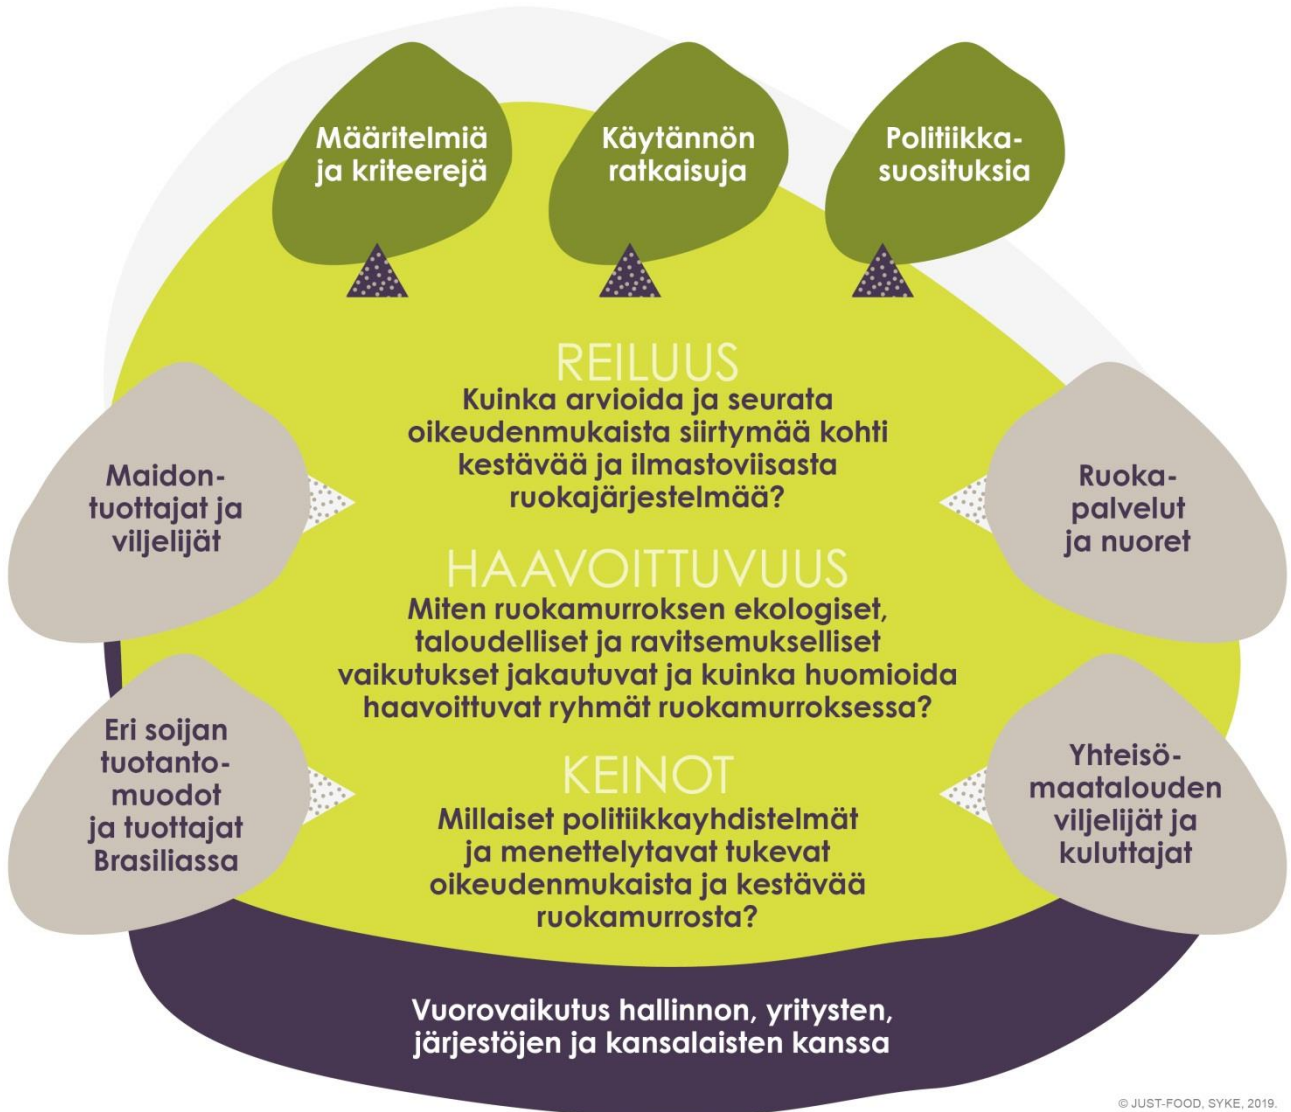 Määritelmiä
ja kriteerejä
Käytännön
ratkaisuja
Politiikka-
suosituksia
REILUUS
Kuinka arvioida ja seurata
oikeudenmukaista siirtymää kohti
kestävää ja ilmastoviisasta
ruokajärjestelmää?
Maidon-
tuottajat ja
viljelijät
Ruoka-
palvelut
ja nuoret
HAAVOITTUVUUS
Miten ruokamurroksen ekologiset,
taloudelliset ja ravitsemukselliset
vaikutukset jakautuvat ja kuinka huomioida
haavoittuvat ryhmät ruokamurroksessa?
Eri soijan
tuotanto-
muodot
ja tuottajat
Brasiliassa
KEINOT
Millaiset politiikkayhdistelmät
ja menettelytavat tukevat
oikeudenmukaista ja kestävää
ruokamurrosta?
Yhteisö-
maatalouden
viljelijät ja
kuluttajat
Vuorovaikutus hallinnon, yritysten,
järjestöjen ja kansalaisten kanssa
© JUST-FOOD, SYKE, 2019.